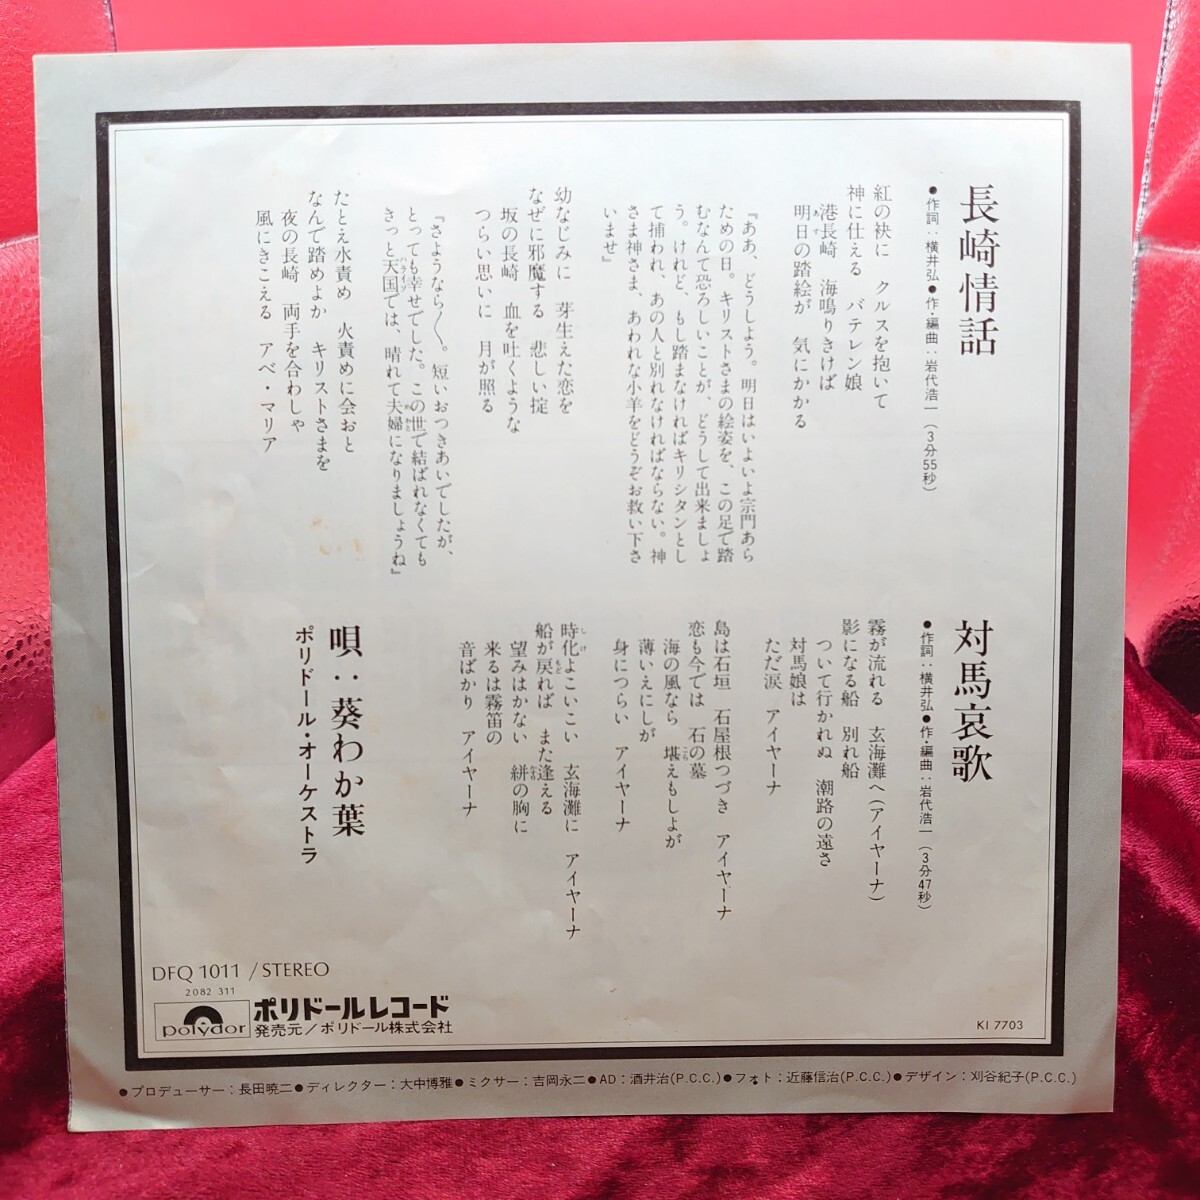 長崎情話
●作詞：横井弘●作・編曲：岩代浩一（3分55秒）
紅の袂に　クルスを抱いて
神に仕える　バテレン娘
港長崎　海鳴りきけば
明日の踏絵が　気にかかる
あす
『ああ、どうしよう。明日はいよいよ宗門あら
ための日。キリストさまの絵姿を、この足で踏
むなんて恐ろしいことが、どうして出来ましょ
う。けれど、もし踏まなければキリシタンとし
て捕われ、あの人と別れなければならない。神
さま神さま、あわれな小羊をどうぞお救い下さ
いませ』
幼なじみに　芽生えた恋を
なぜに邪魔する　悲しい掟
坂の長崎　血を吐くような
つらい思いに　月が照る
『さようなら〱。短いおつきあいでしたが、
とっても幸せでした。この世で結ばれなくても
きっと天国では、晴れて夫婦になりましょうね』
ハライソ
めおと
たとえ水責め　火責めに会おと
なんで踏めよか　キリストさまを
夜の長崎　両手を合わしゃ
風にきこえる　アベ・マリア
対馬哀歌
●作詞：横井弘●作・編曲：岩代浩一（3分47秒）
霧が流れる　玄海灘へ（アイヤーナ）
影になる船　別れ船
ついて行かれぬ　潮路の遠さ
対馬娘は
ただ涙　アイヤーナ
島は石垣　石屋根つづき　アイヤーナ
恋も今では　石の墓
海の風なら　堪えもしよが
こら
薄いえにしが
身につらい　アイヤーナ
時化よこいこい　玄海灘に　アイヤーナ
しけ
船が戻れば　また逢える
もど
望みはかない　絣の胸に
かすり
来るは霧笛の
音ばかり　アイヤーナ
唄：葵わか葉
ポリドール・オーケストラ
DFQ 1011 / STEREO
2082 311
polydor
ポリドールレコード
発売元／ポリドール株式会社
KI 7703
●プロデューサー：長田暁二●ディレクター：大中博雅●ミクサー：吉岡永二●AD：酒井治(P.C.C.)●フォト：近藤信治(P.C.C.)●デザイン：刈谷紀子(P.C.C.)